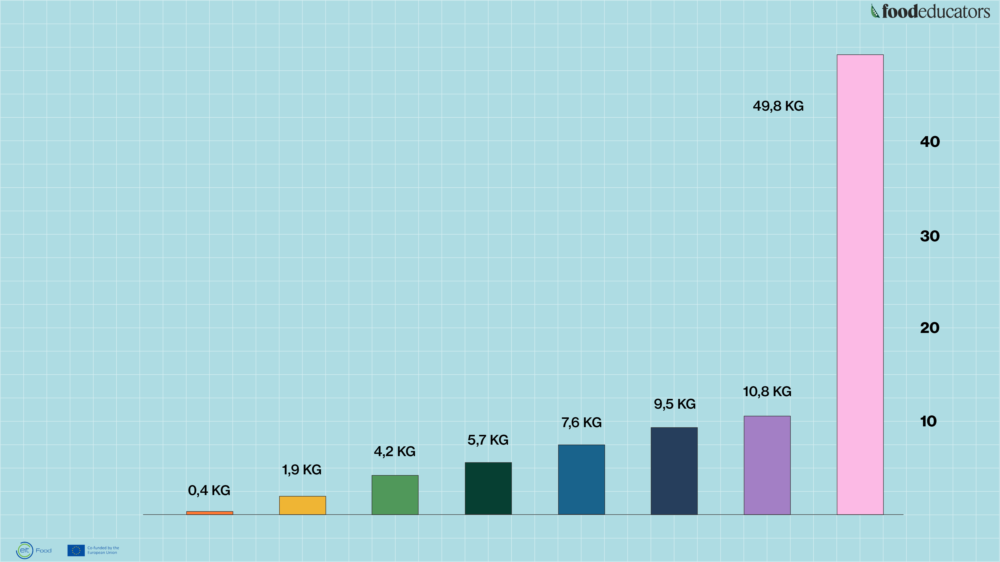 foodeducators
49,8 KG
40
30
20
10,8 KG
9,5 KG
10
7,6 KG
5,7 KG
4,2 KG
1,9 KG
0,4 KG
eit Food
Co-funded by the
European Union